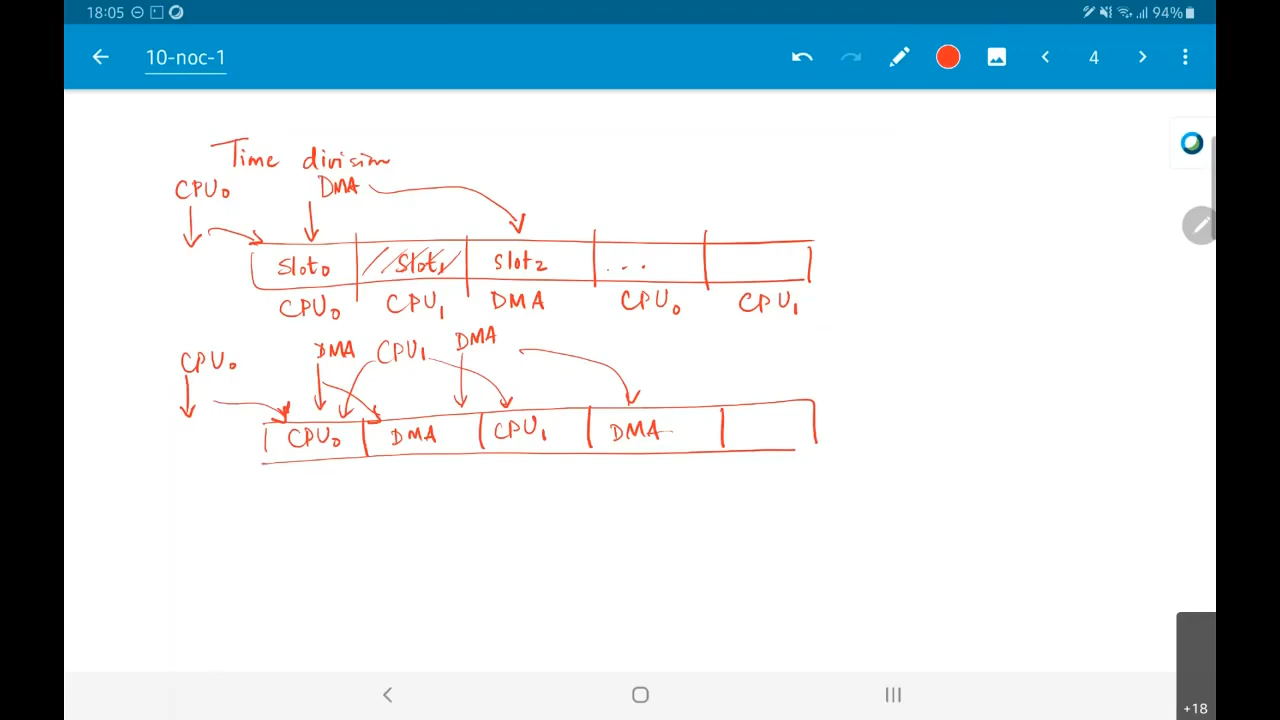 18:05 94%
10-noc-1 4
Time division
CPU₀ DMA
slot₀ slot₁ slot₂ ...
CPU₀ CPU₁ DMA CPU₀ CPU₁
CPU₀ DMA CPU₁ DMA
CPU₀ DMA CPU₁ DMA
+18